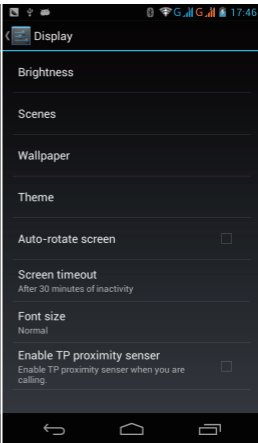 G G 17:46
Display
Brightness
Scenes
Wallpaper
Theme
Auto-rotate screen
Screen timeout
After 30 minutes of inactivity
Font size
Normal
Enable TP proximity senser
Enable TP proximity senser when you are
calling.